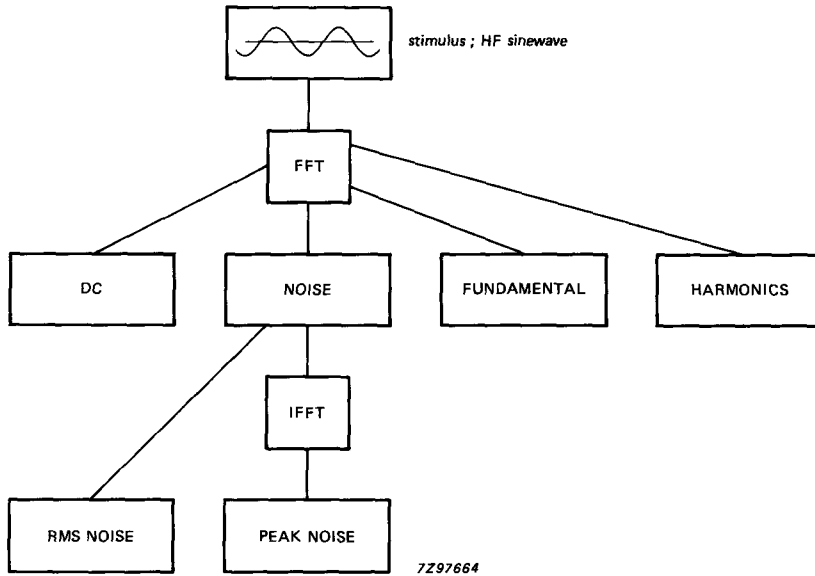 stimulus ; HF sinewave
FFT
DC
NOISE
FUNDAMENTAL
HARMONICS
IFFT
RMS NOISE
PEAK NOISE
7Z97664